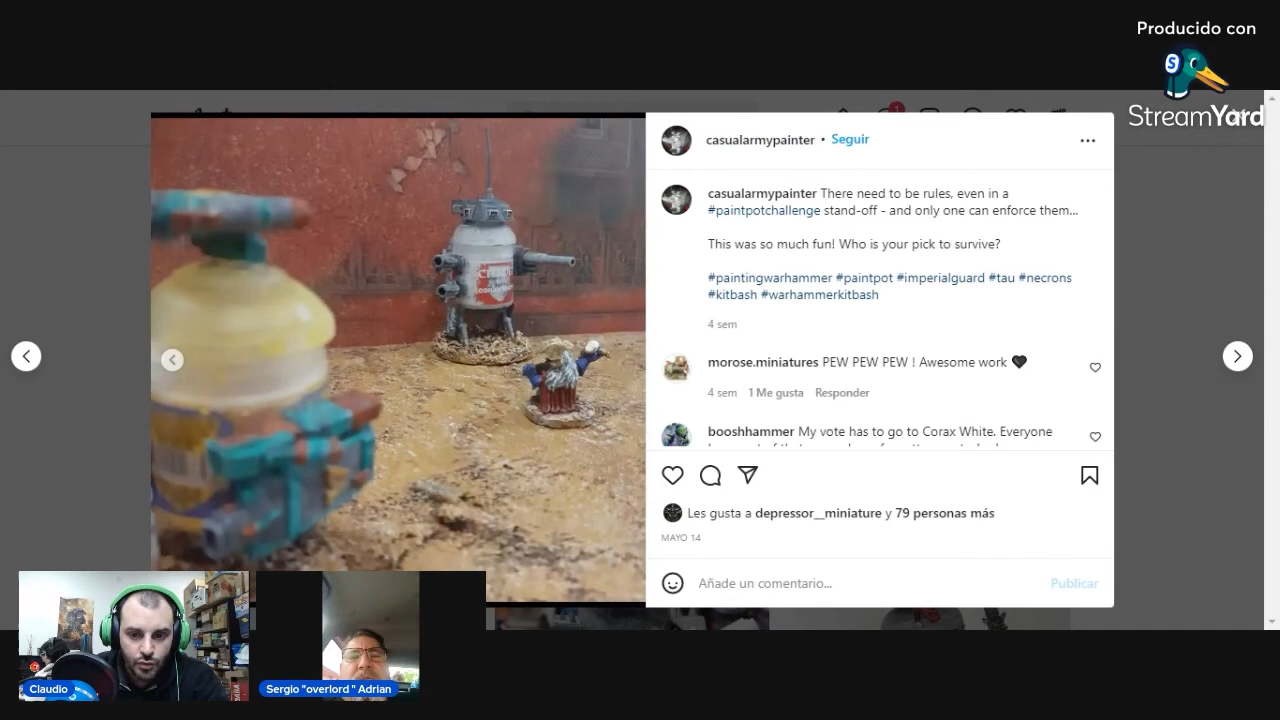 Producido con
StreamYard
1
casualarmypainter • Seguir
casualarmypainter There need to be rules, even in a
#paintpotchallenge stand-off - and only one can enforce them...
This was so much fun! Who is your pick to survive?
#paintingwarhammer #paintpot #imperialguard #tau #necrons
#kitbash #warhammerkitbash
4 sem
morose.miniatures PEW PEW PEW ! Awesome work
4 sem 1 Me gusta Responder
booshhammer My vote has to go to Corax White. Everyone
Les gusta a depressor__miniature y 79 personas más
MAYO 14
Añade un comentario...
Publicar
Claudio
Sergio "overlord " Adrian